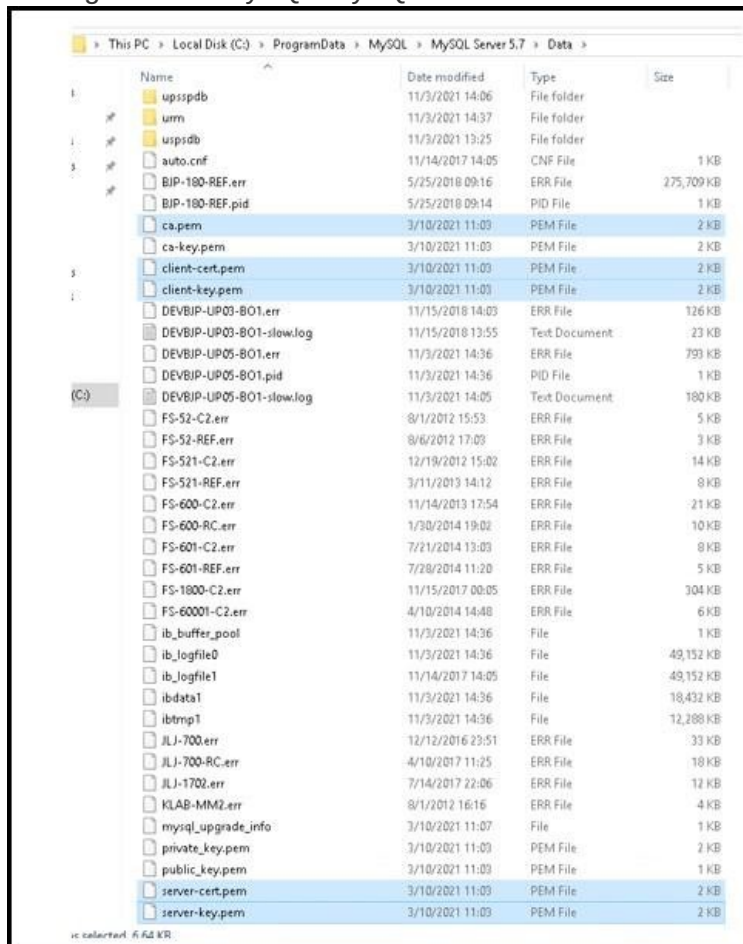 This PC > Local Disk (C:) > ProgramData > MySQL > MySQL Server 5.7 > Data >
Name Date modified Type Size
upsspdb 11/3/2021 14:06 File folder
urm 11/3/2021 14:37 File folder
uspsdb 11/3/2021 13:25 File folder
auto.cnf 11/14/2017 14:05 CNF File 1 KB
BJP-180-REF.err 5/25/2018 09:16 ERR File 275,709 KB
BJP-180-REF.pid 5/25/2018 09:14 PID File 1 KB
ca.pem 3/10/2021 11:03 PEM File 2 KB
ca-key.pem 3/10/2021 11:03 PEM File 2 KB
client-cert.pem 3/10/2021 11:03 PEM File 2 KB
client-key.pem 3/10/2021 11:03 PEM File 2 KB
DEVBJP-UP03-BO1.err 11/15/2018 14:03 ERR File 126 KB
DEVBJP-UP03-BO1-slow.log 11/15/2018 13:55 Text Document 23 KB
DEVBJP-UP05-BO1.err 11/3/2021 14:36 ERR File 793 KB
DEVBJP-UP05-BO1.pid 11/3/2021 14:36 PID File 1 KB
(C:) DEVBJP-UP05-BO1-slow.log 11/3/2021 14:05 Text Document 180 KB
FS-52-C2.err 8/1/2012 15:53 ERR File 5 KB
FS-52-REF.err 8/6/2012 17:03 ERR File 3 KB
FS-521-C2.err 12/19/2012 15:02 ERR File 14 KB
FS-521-REF.err 3/11/2013 14:12 ERR File 8 KB
FS-600-C2.err 11/14/2013 17:54 ERR File 21 KB
FS-600-RC.err 1/30/2014 19:02 ERR File 10 KB
FS-601-C2.err 7/21/2014 13:03 ERR File 8 KB
FS-601-REF.err 7/28/2014 11:20 ERR File 5 KB
FS-1800-C2.err 11/15/2017 00:05 ERR File 304 KB
FS-60001-C2.err 4/10/2014 14:48 ERR File 6 KB
ib_buffer_pool 11/3/2021 14:36 File 1 KB
ib_logfile0 11/3/2021 14:36 File 49,152 KB
ib_logfile1 11/14/2017 14:05 File 49,152 KB
ibdata1 11/3/2021 14:36 File 18,432 KB
ibtmp1 11/3/2021 14:36 File 12,288 KB
JLJ-700.err 12/12/2016 23:51 ERR File 33 KB
JLJ-700-RC.err 4/10/2017 11:25 ERR File 18 KB
JLJ-1702.err 7/14/2017 22:06 ERR File 12 KB
KLAB-MM2.err 8/1/2012 16:16 ERR File 4 KB
mysql_upgrade_info 3/10/2021 11:07 File 1 KB
private_key.pem 3/10/2021 11:03 PEM File 2 KB
public_key.pem 3/10/2021 11:03 PEM File 1 KB
server-cert.pem 3/10/2021 11:03 PEM File 2 KB
server-key.pem 3/10/2021 11:03 PEM File 2 KB
selected 6.64 KB